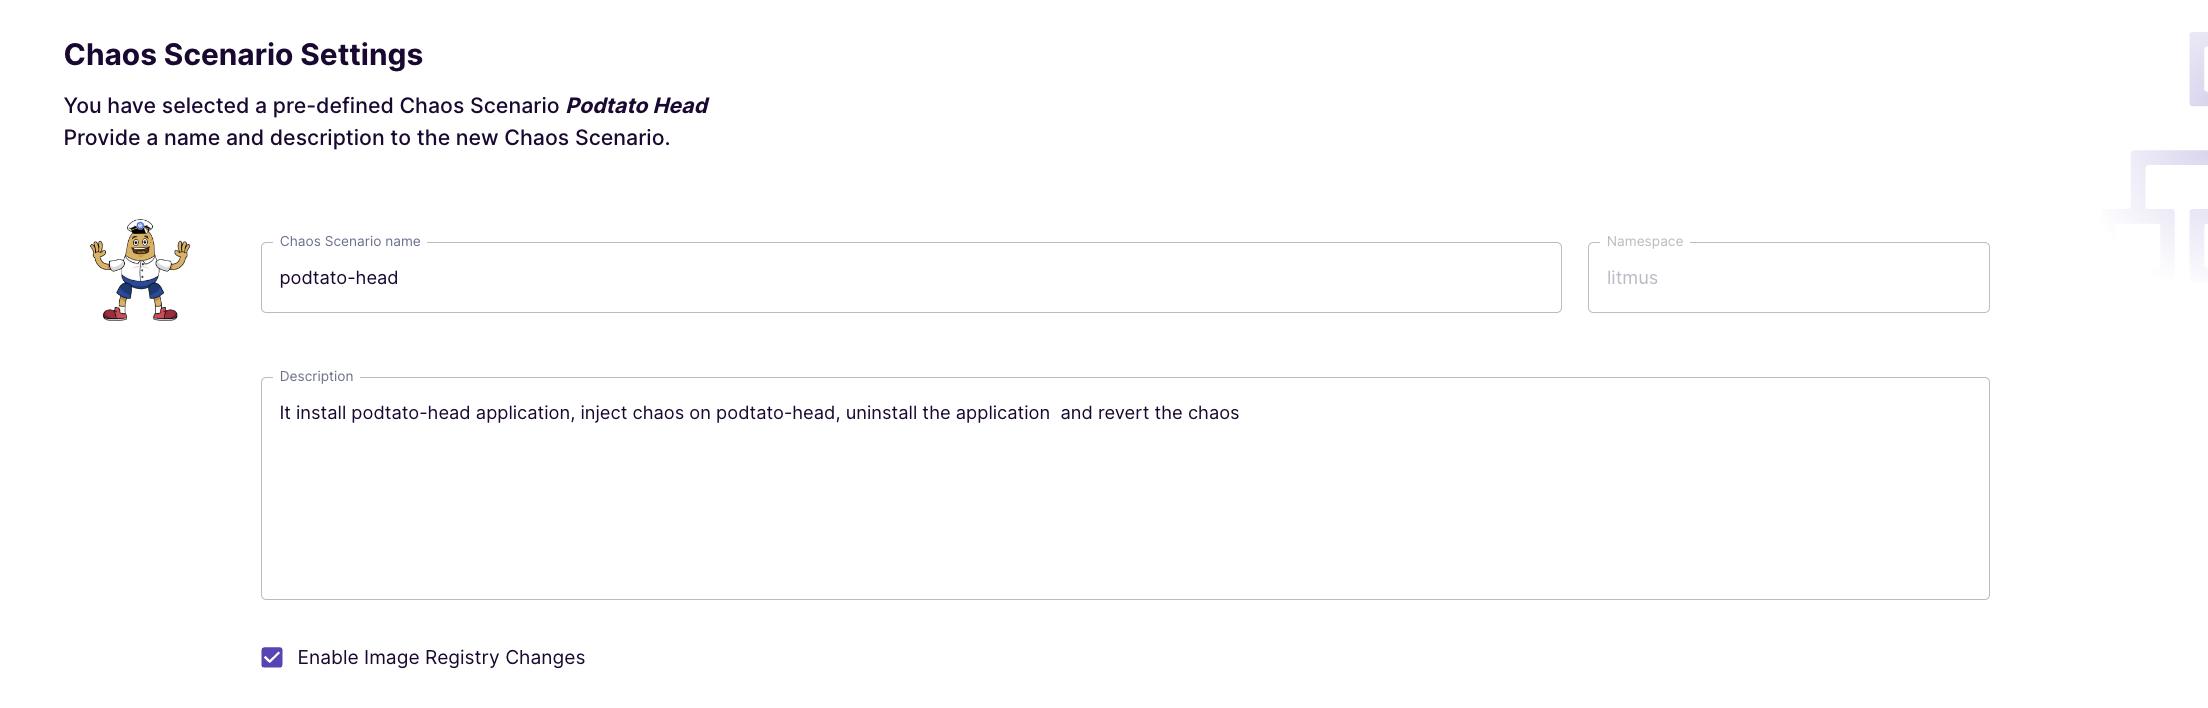 Chaos Scenario Settings
You have selected a pre-defined Chaos Scenario Podtato Head
Provide a name and description to the new Chaos Scenario.
Chaos Scenario name
podtato-head
Namespace
litmus
Description
It install podtato-head application, inject chaos on podtato-head, uninstall the application  and revert the chaos
Enable Image Registry Changes